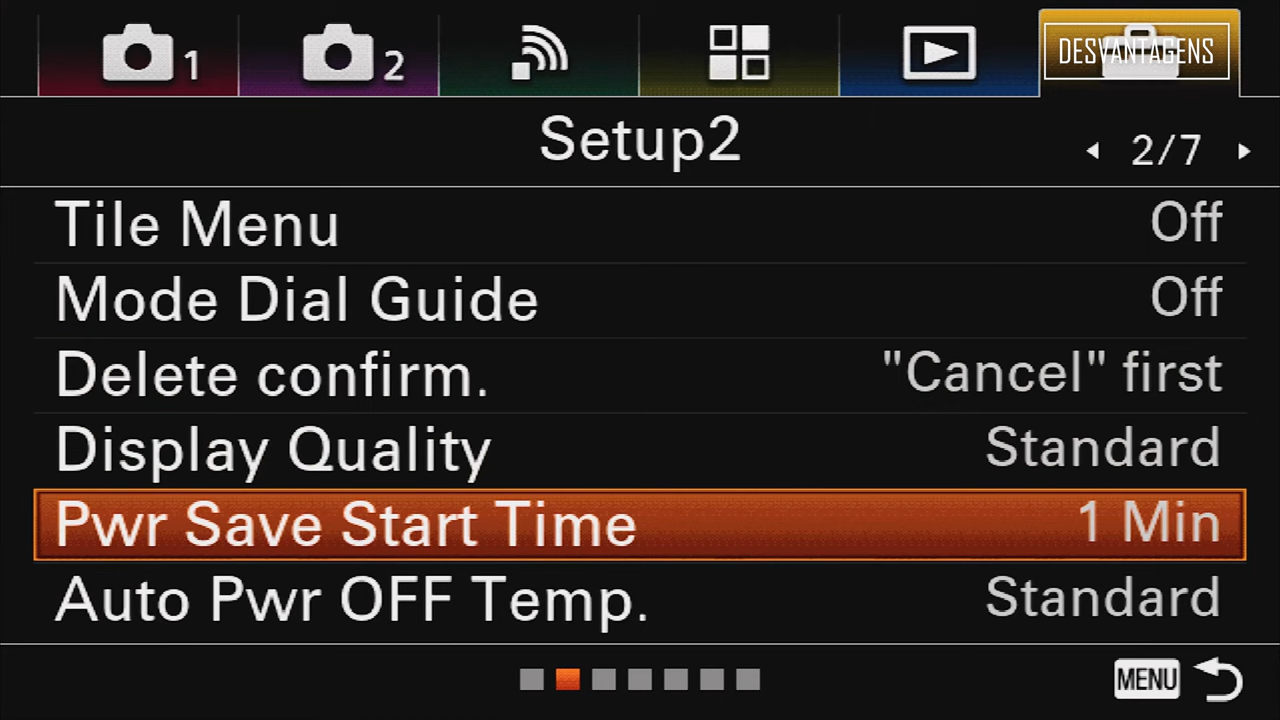 1
2
DESVANTAGENS
Setup2
2/7
Tile Menu Off
Mode Dial Guide Off
Delete confirm. "Cancel" first
Display Quality Standard
Pwr Save Start Time 1 Min
Auto Pwr OFF Temp. Standard
MENU